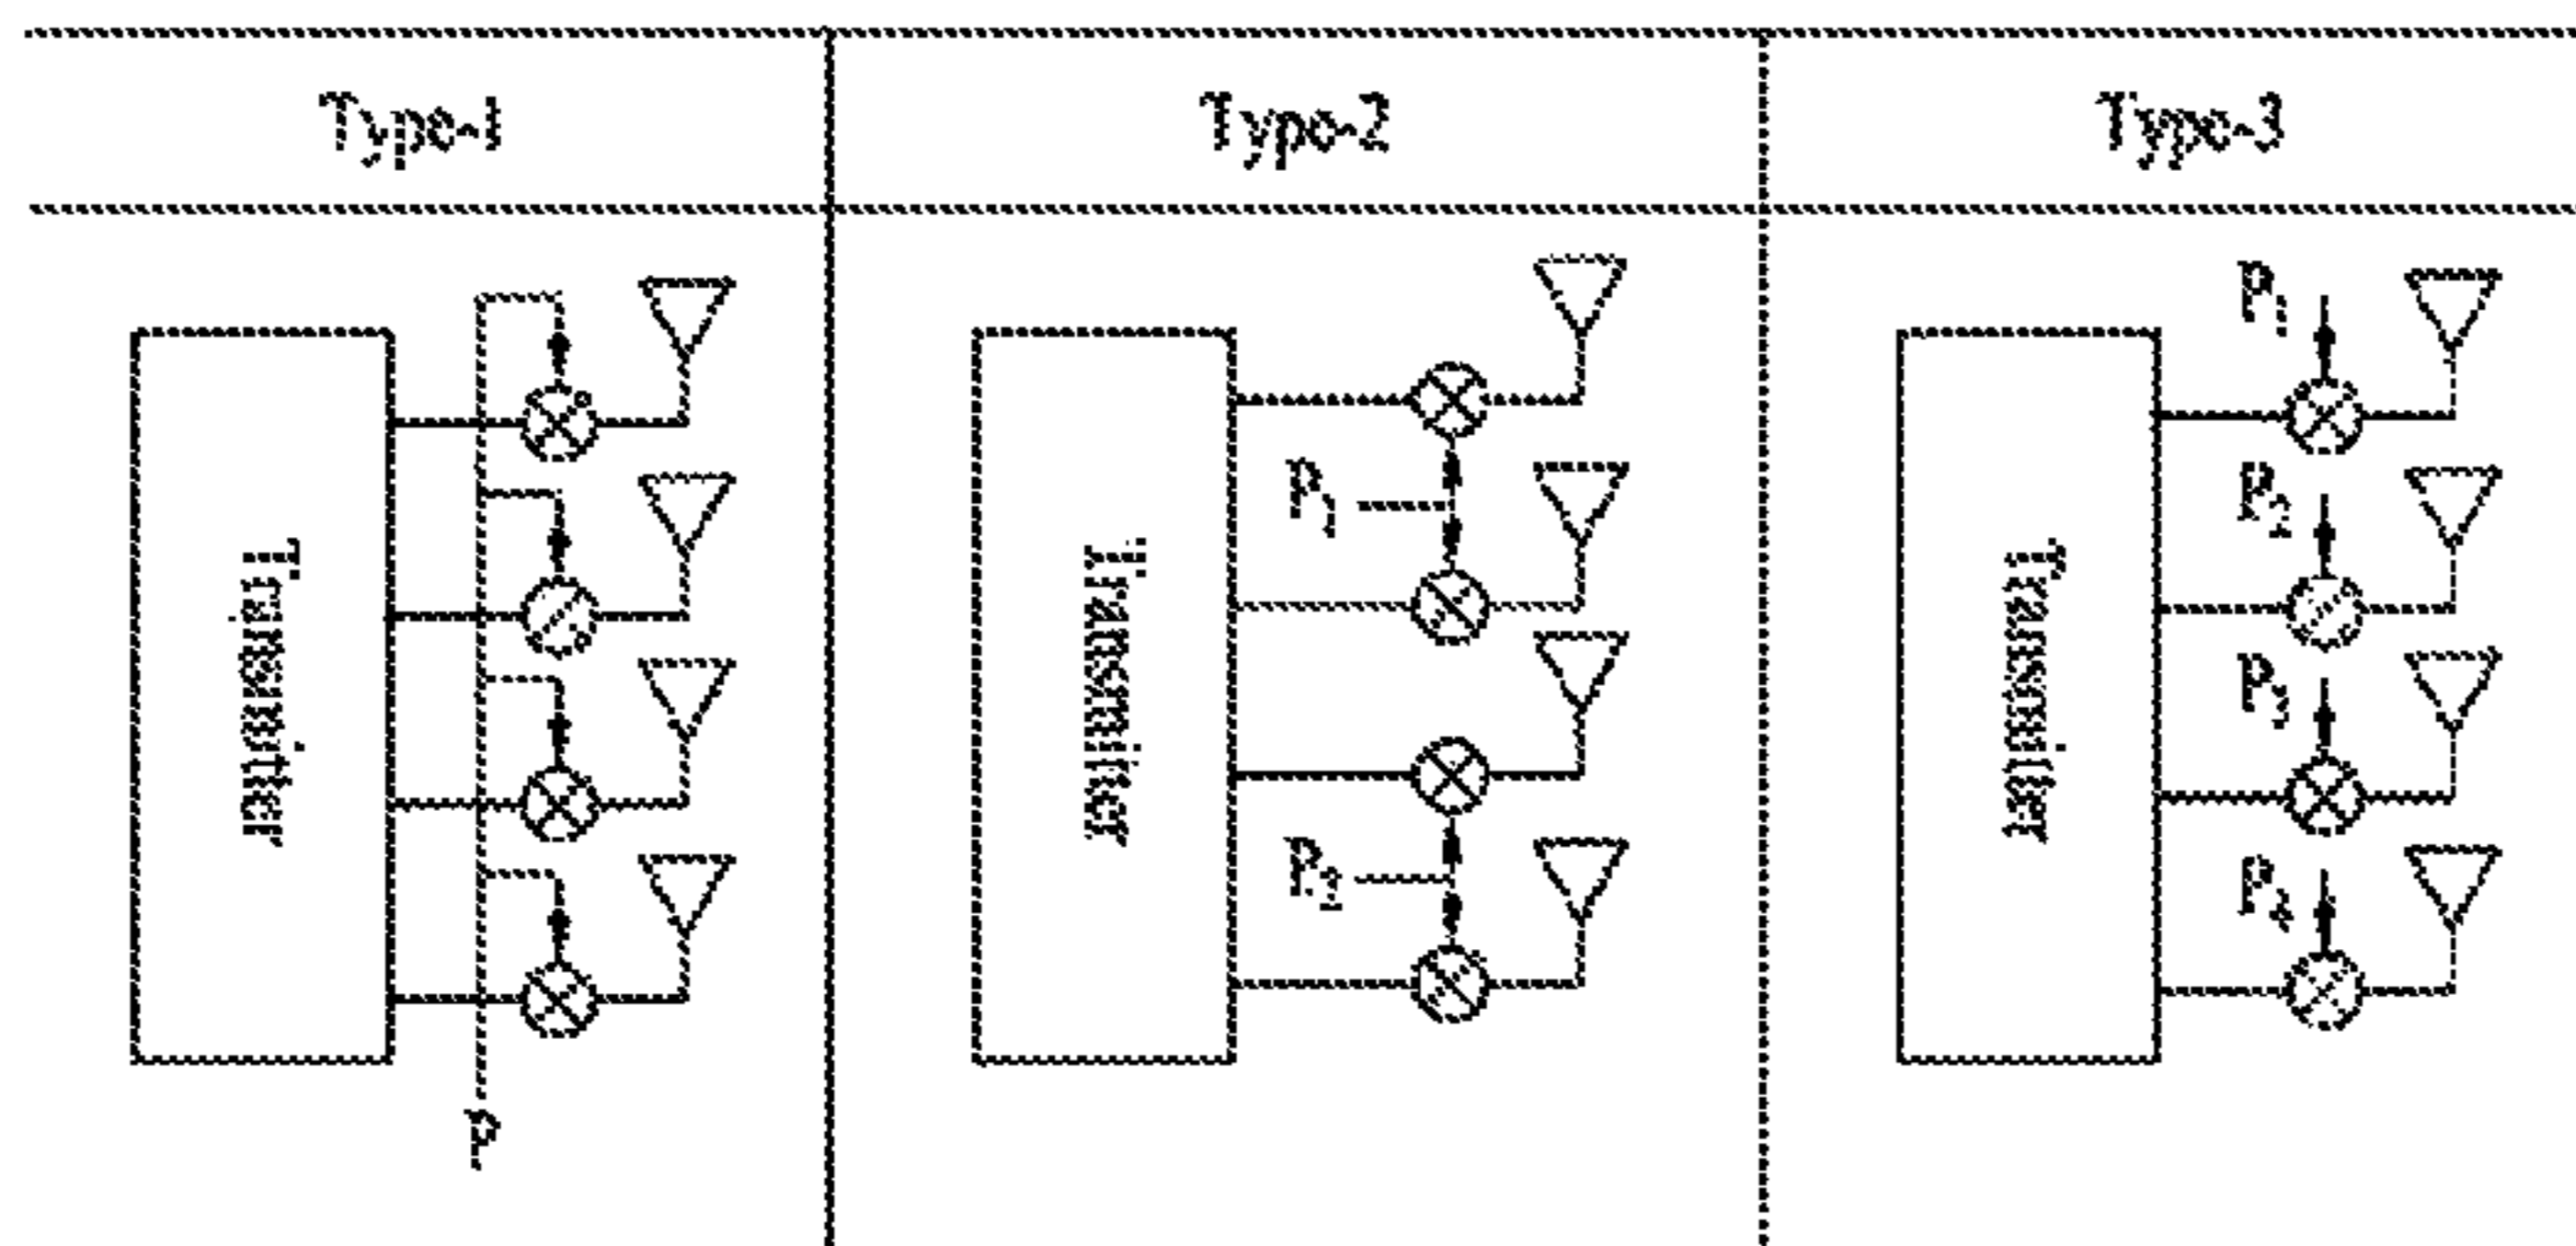 Type-1
Type-2
Type-3
Transmitter
P
Transmitter
P1
P2
Transmitter
P1
P2
P3
P4